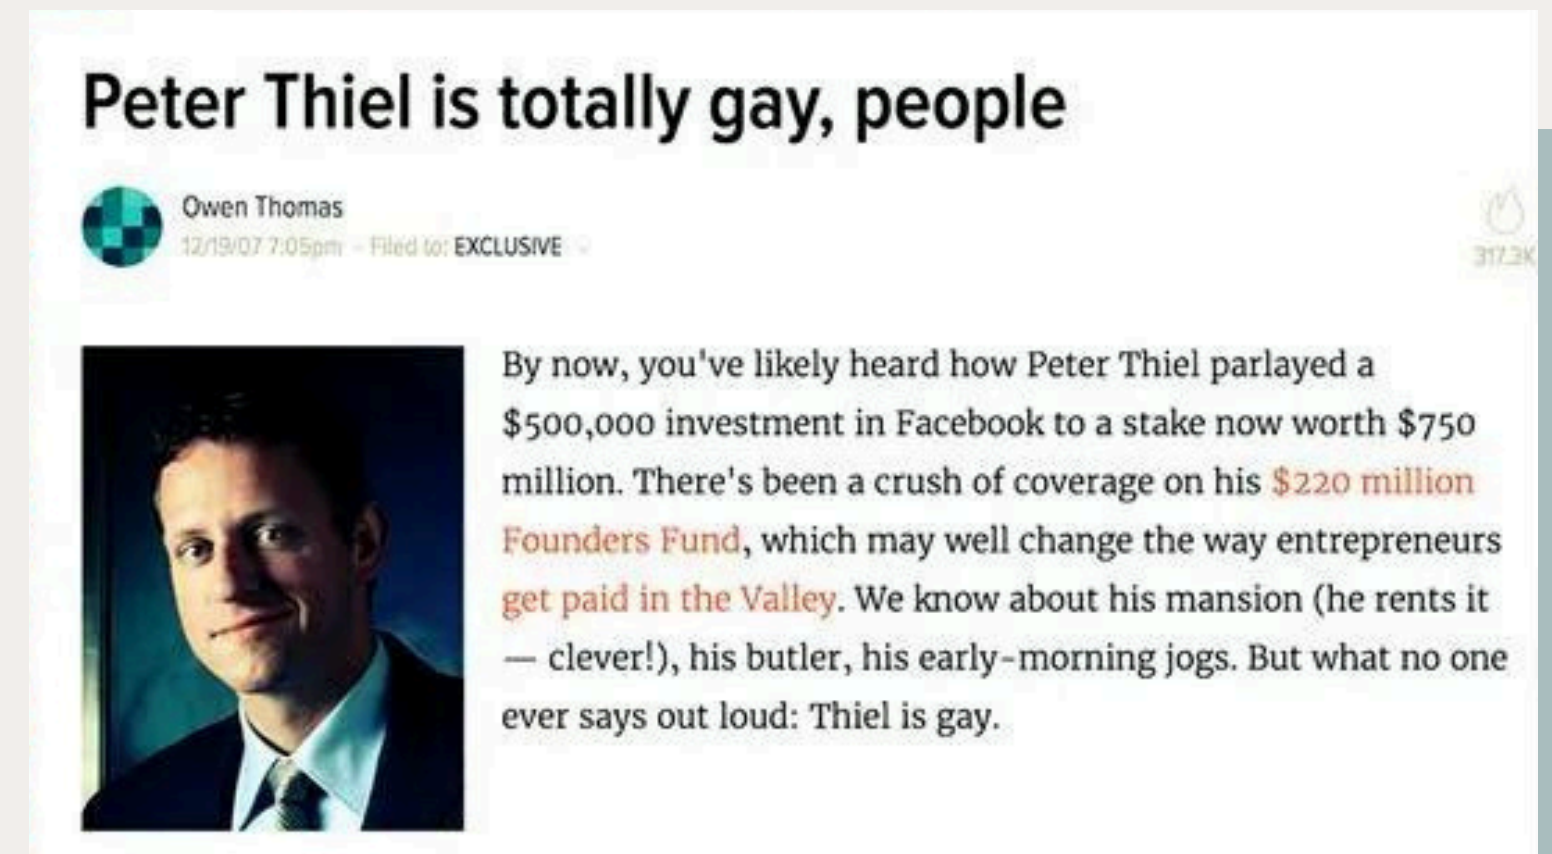 Peter Thiel is totally gay, people
Owen Thomas
12/19/07 7:05pm - Filed to: EXCLUSIVE
317.3K
By now, you've likely heard how Peter Thiel parlayed a
$500,000 investment in Facebook to a stake now worth $750
million. There's been a crush of coverage on his $220 million
Founders Fund, which may well change the way entrepreneurs
get paid in the Valley. We know about his mansion (he rents it
— clever!), his butler, his early-morning jogs. But what no one
ever says out loud: Thiel is gay.